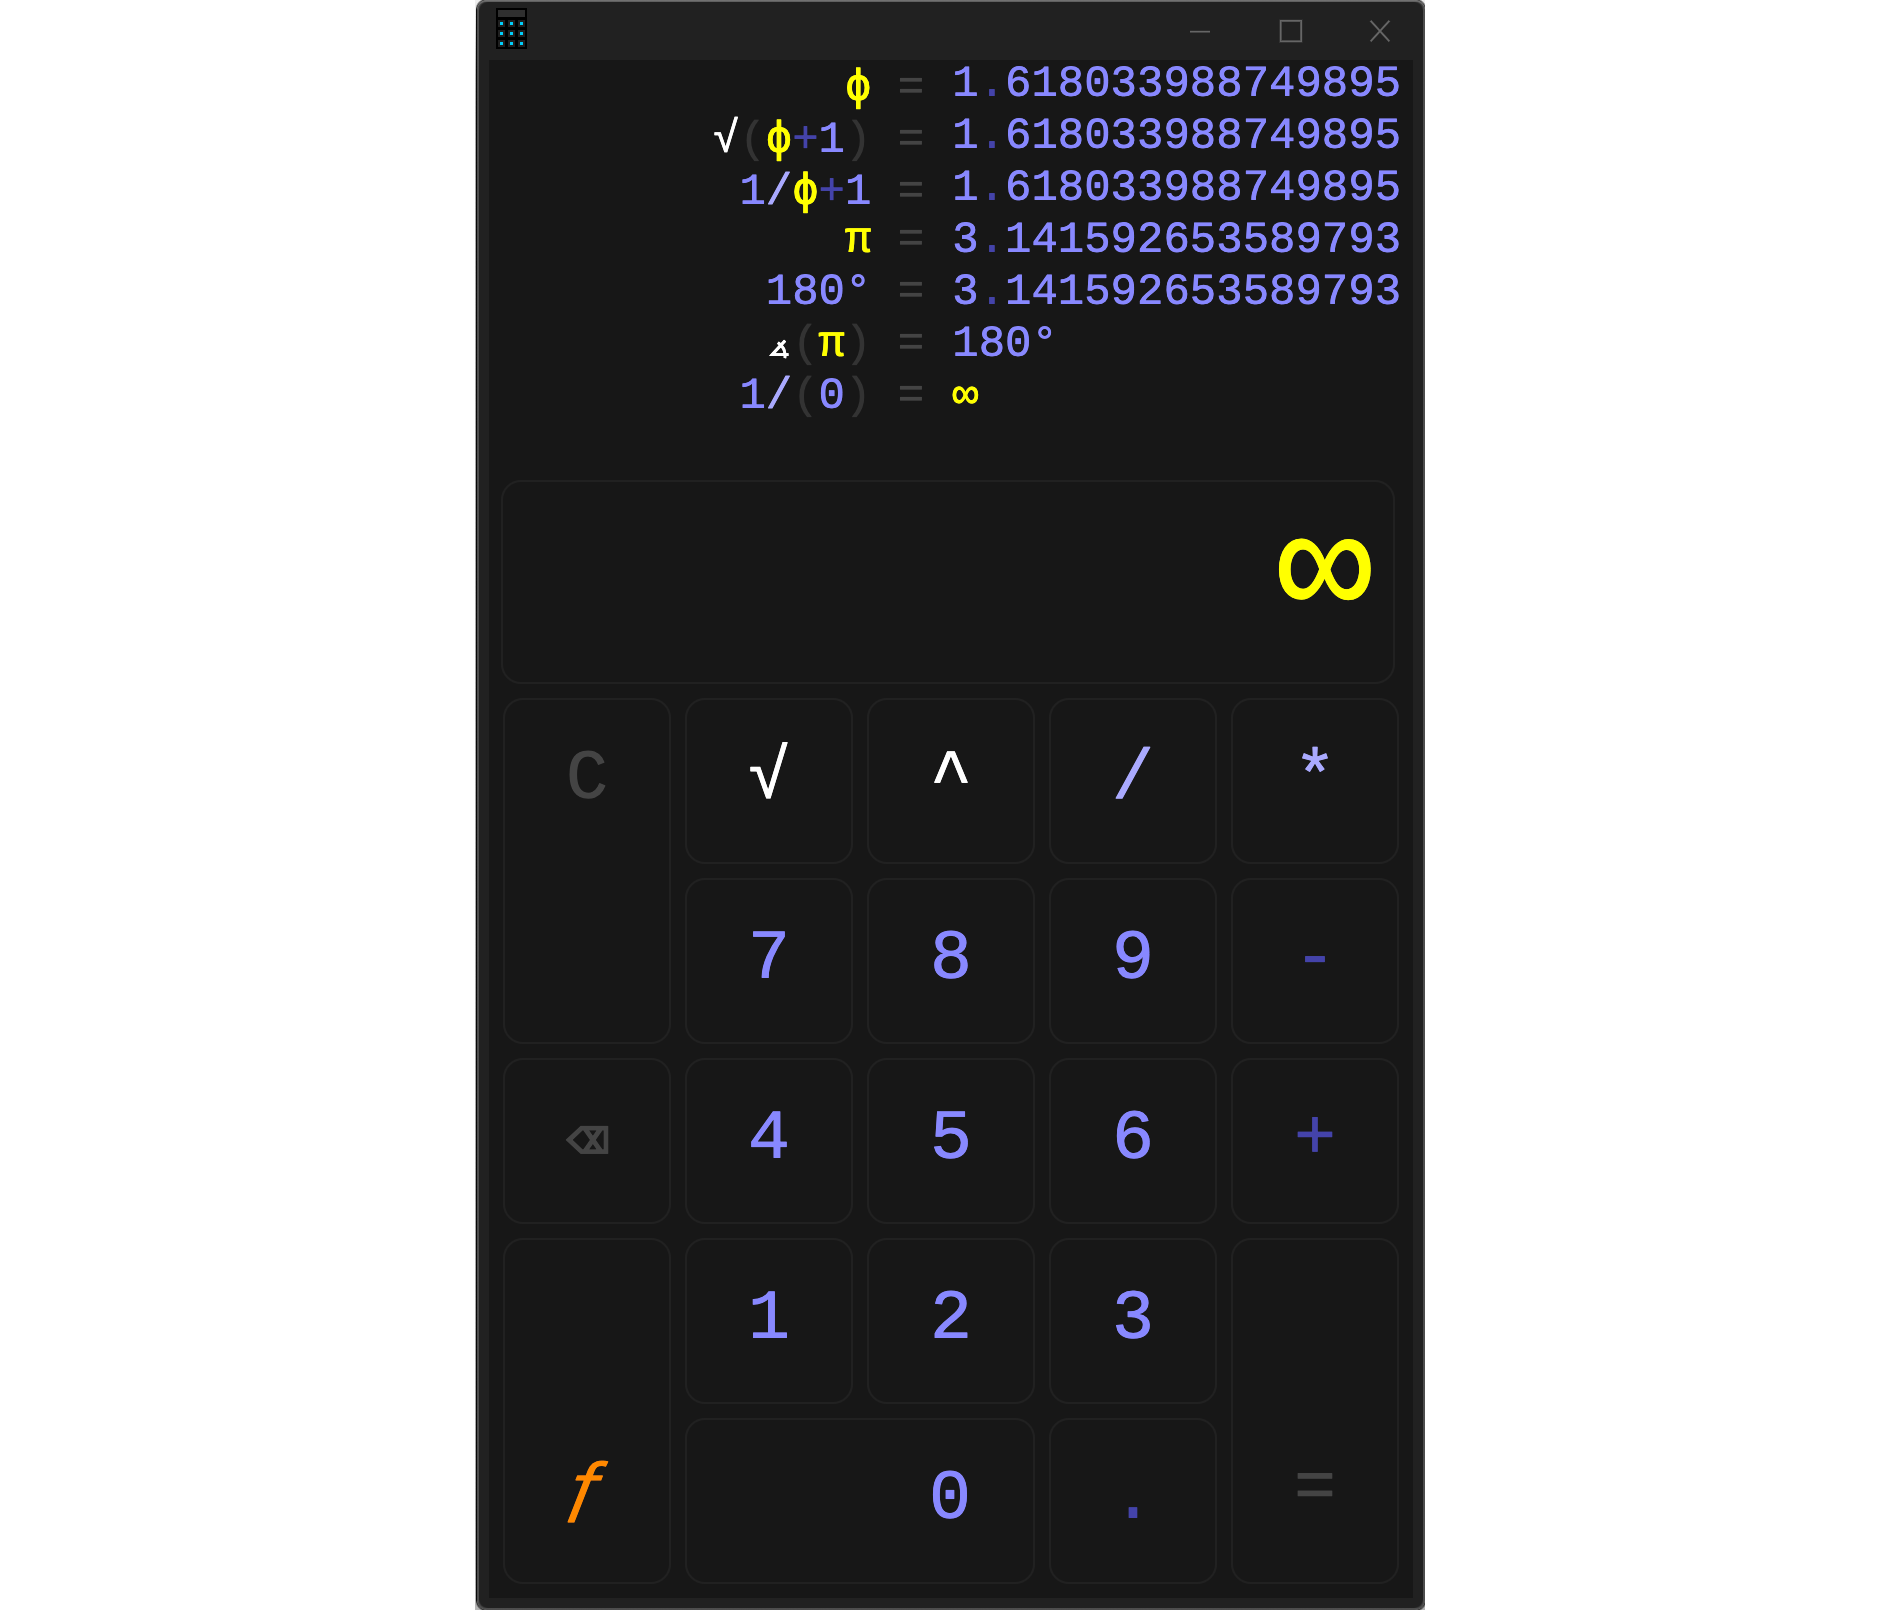 ϕ = 1.618033988749895
√(ϕ+1) = 1.618033988749895
1/ϕ+1 = 1.618033988749895
π = 3.141592653589793
180° = 3.141592653589793
∡(π) = 180°
1/(0) = ∞
∞
C √ ^ / *
7 8 9 -
⌫ 4 5 6 +
1 2 3
ƒ 0 . =